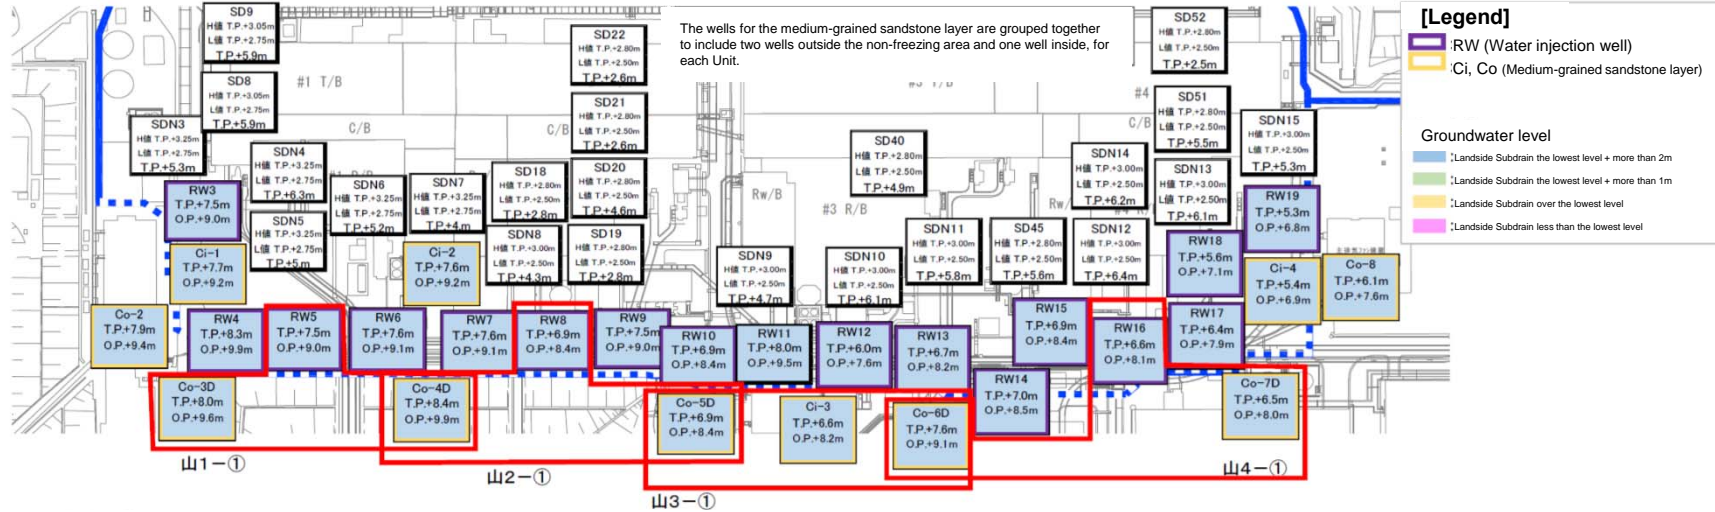 SD9
H値 T.P.+3.05m
L値 T.P.+2.75m
T.P.+5.9m
SD8
H値 T.P.+3.05m
L値 T.P.+2.75m
T.P.+5.9m
SDN3
H値 T.P.+3.25m
L値 T.P.+2.75m
T.P.+5.3m
#1 T/B
C/B
SDN4
H値 T.P.+3.25m
L値 T.P.+2.75m
T.P.+6.3m
SDN5
H値 T.P.+3.25m
L値 T.P.+2.75m
T.P.+5.m
SDN6
H値 T.P.+3.25m
L値 T.P.+2.75m
T.P.+5.2m
SDN7
H値 T.P.+3.25m
L値 T.P.+2.75m
T.P.+4.m
SD18
H値 T.P.+2.80m
L値 T.P.+2.50m
T.P.+2.8m
SDN8
H値 T.P.+3.00m
L値 T.P.+2.50m
T.P.+4.3m
SD22
H値 T.P.+2.80m
L値 T.P.+2.50m
T.P.+2.6m
SD21
H値 T.P.+2.80m
L値 T.P.+2.50m
T.P.+2.6m
C/B
SD20
H値 T.P.+2.80m
L値 T.P.+2.50m
T.P.+4.6m
SD19
H値 T.P.+2.80m
L値 T.P.+2.50m
T.P.+2.8m
The wells for the medium-grained sandstone layer are grouped together
to include two wells outside the non-freezing area and one well inside, for
each Unit.
SDN9
H値 T.P.+3.00m
L値 T.P.+2.50m
T.P.+4.7m
Rw/B
#3 R/B
SD40
H値 T.P.+2.80m
L値 T.P.+2.50m
T.P.+4.9m
SDN10
H値 T.P.+3.00m
L値 T.P.+2.50m
T.P.+6.1m
SDN11
H値 T.P.+3.00m
L値 T.P.+2.50m
T.P.+5.8m
SD45
H値 T.P.+2.80m
L値 T.P.+2.50m
T.P.+5.6m
SDN14
H値 T.P.+3.00m
L値 T.P.+2.50m
T.P.+6.2m
SDN12
H値 T.P.+3.00m
L値 T.P.+2.50m
T.P.+6.4m
SD52
H値 T.P.+2.80m
L値 T.P.+2.50m
T.P.+2.5m
#4
C/B
SD51
H値 T.P.+2.80m
L値 T.P.+2.50m
T.P.+5.5m
SDN13
H値 T.P.+3.00m
L値 T.P.+2.50m
T.P.+6.1m
SDN15
H値 T.P.+3.00m
L値 T.P.+2.50m
T.P.+5.3m
RW3
T.P.+7.5m
O.P.+9.0m
Ci-1
T.P.+7.7m
O.P.+9.2m
Co-2
T.P.+7.9m
O.P.+9.4m
RW4
T.P.+8.3m
O.P.+9.9m
RW5
T.P.+7.5m
O.P.+9.0m
RW6
T.P.+7.6m
O.P.+9.1m
Ci-2
T.P.+7.6m
O.P.+9.2m
RW7
T.P.+7.6m
O.P.+9.1m
RW8
T.P.+6.9m
O.P.+8.4m
RW9
T.P.+7.5m
O.P.+9.0m
RW10
T.P.+6.9m
O.P.+8.4m
RW11
T.P.+8.0m
O.P.+9.5m
RW12
T.P.+6.0m
O.P.+7.6m
RW13
T.P.+6.7m
O.P.+8.2m
RW14
T.P.+7.0m
O.P.+8.5m
RW15
T.P.+6.9m
O.P.+8.4m
RW16
T.P.+6.6m
O.P.+8.1m
RW17
T.P.+6.4m
O.P.+7.9m
RW18
T.P.+5.6m
O.P.+7.1m
RW19
T.P.+5.3m
O.P.+6.8m
Ci-4
T.P.+5.4m
O.P.+6.9m
Co-8
T.P.+6.1m
O.P.+7.6m
Co-3D
T.P.+8.0m
O.P.+9.6m
Co-4D
T.P.+8.4m
O.P.+9.9m
Co-5D
T.P.+6.9m
O.P.+8.4m
Ci-3
T.P.+6.6m
O.P.+8.2m
Co-6D
T.P.+7.6m
O.P.+9.1m
Co-7D
T.P.+6.5m
O.P.+8.0m
山1-①
山2-①
山3-①
山4-①
[Legend]
:RW (Water injection well)
:Ci, Co (Medium-grained sandstone layer)
Groundwater level
:Landside Subdrain the lowest level + more than 2m
:Landside Subdrain the lowest level + more than 1m
:Landside Subdrain over the lowest level
:Landside Subdrain less than the lowest level